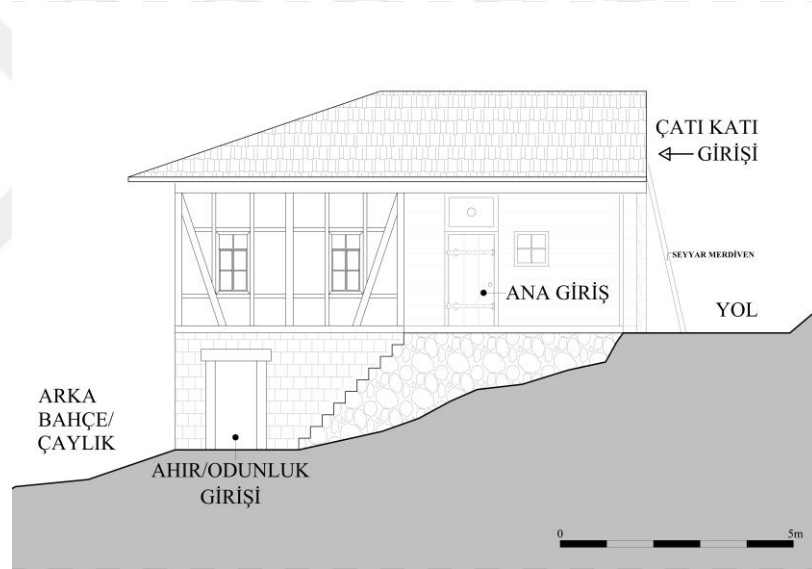 ÇATI KATI
GİRİŞİ
SEYYAR MERDİVEN
ANA GİRİŞ
YOL
ARKA
BAHÇE/
ÇAYLIK
AHIR/ODUNLUK
GİRİŞİ
0 5m